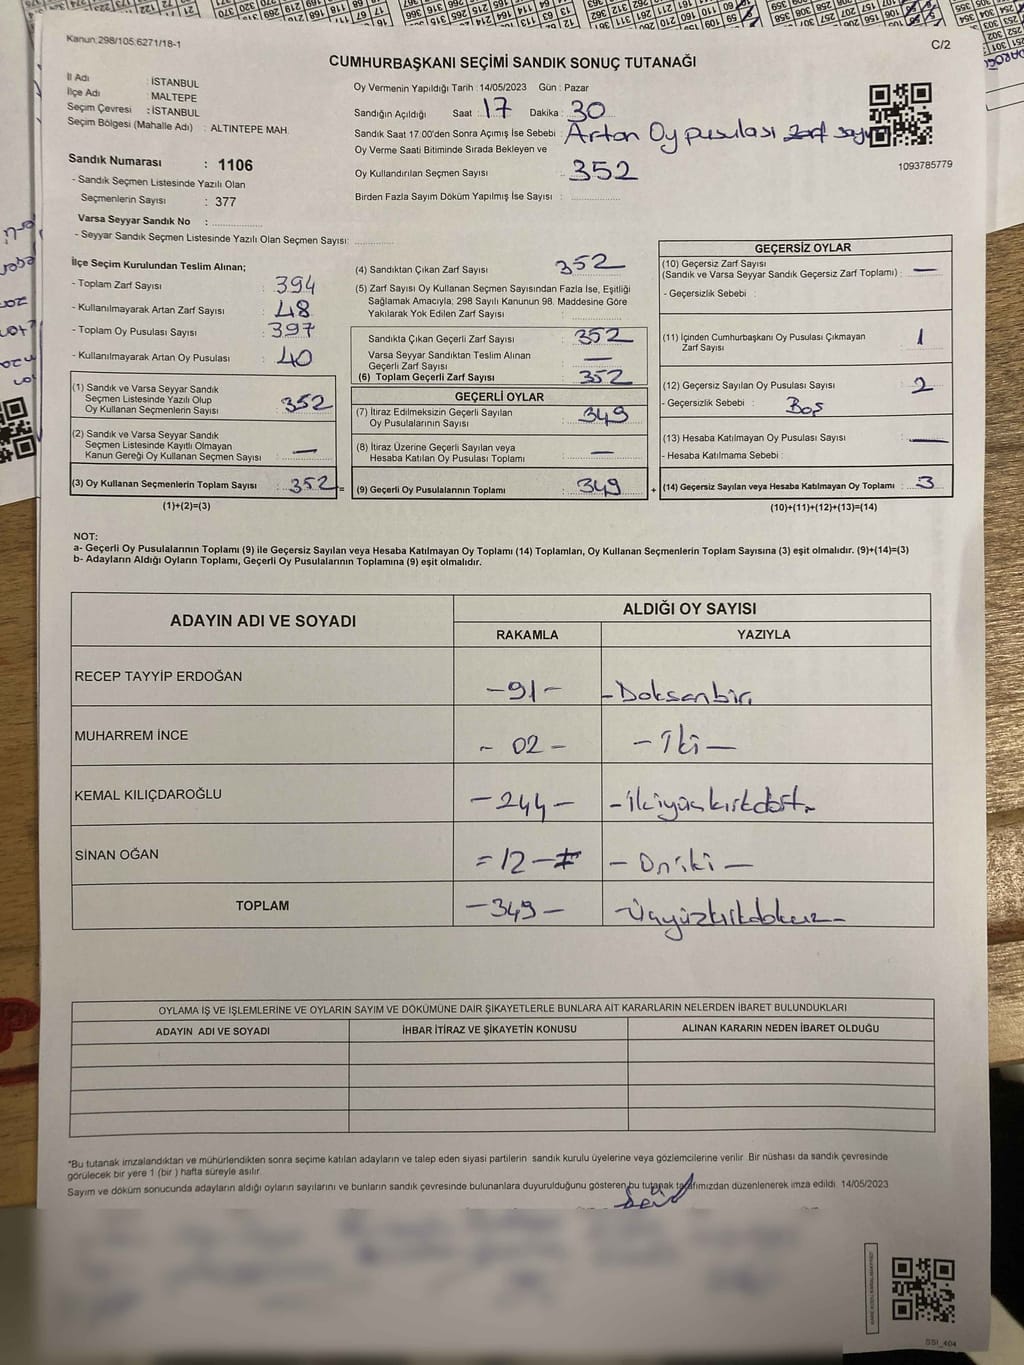 Kanun:298/105;6271/18-1
C/2
CUMHURBAŞKANI SEÇİMİ SANDIK SONUÇ TUTANAĞI
İl Adı : İSTANBUL
İlçe Adı : MALTEPE
Seçim Çevresi : İSTANBUL
Seçim Bölgesi (Mahalle Adı) : ALTINTEPE MAH.
Sandık Numarası : 1106
- Sandık Seçmen Listesinde Yazılı Olan
Seçmenlerin Sayısı : 377
Varsa Seyyar Sandık No :
- Seyyar Sandık Seçmen Listesinde Yazılı Olan Seçmen Sayısı:
Oy Vermenin Yapıldığı Tarih : 14/05/2023 Gün : Pazar
Sandığın Açıldığı Saat : 17 Dakika : 30
Sandık Saat 17.00'den Sonra Açımış İse Sebebi : Artan Oy pusulası zarf
Oy Verme Saati Bitiminde Sırada Bekleyen ve
Oy Kullandırılan Seçmen Sayısı : 352
Birden Fazla Sayım Döküm Yapılmış İse Sayısı :
1093785779
İlçe Seçim Kurulundan Teslim Alınan;
- Toplam Zarf Sayısı : 394
- Kullanılmayarak Artan Zarf Sayısı : 48
- Toplam Oy Pusulası Sayısı : 397
- Kullanılmayarak Artan Oy Pusulası : 40
(1) Sandık ve Varsa Seyyar Sandık
Seçmen Listesinde Yazılı Olup
Oy Kullanan Seçmenlerin Sayısı : 352
(2) Sandık ve Varsa Seyyar Sandık
Seçmen Listesinde Kayıtlı Olmayan
Kanun Gereği Oy Kullanan Seçmen Sayısı : —
(3) Oy Kullanan Seçmenlerin Toplam Sayısı : 352 =
(1)+(2)=(3)
(4) Sandıktan Çıkan Zarf Sayısı : 352
(5) Zarf Sayısı Oy Kullanan Seçmen Sayısından Fazla İse, Eşitliği
Sağlamak Amacıyla; 298 Sayılı Kanunun 98. Maddesine Göre
Yakılarak Yok Edilen Zarf Sayısı :
Sandıkta Çıkan Geçerli Zarf Sayısı : 352
Varsa Seyyar Sandıktan Teslim Alınan
Geçerli Zarf Sayısı : —
(6) Toplam Geçerli Zarf Sayısı : 352
GEÇERLİ OYLAR
(7) İtiraz Edilmeksizin Geçerli Sayılan
Oy Pusulalarının Sayısı : 349
(8) İtiraz Üzerine Geçerli Sayılan veya
Hesaba Katılan Oy Pusulası Toplamı : —
(9) Geçerli Oy Pusulalarının Toplamı : 349 +
GEÇERSİZ OYLAR
(10) Geçersiz Zarf Sayısı
(Sandık ve Varsa Seyyar Sandık Geçersiz Zarf Toplamı) : —
- Geçersizlik Sebebi :
(11) İçinden Cumhurbaşkanı Oy Pusulası Çıkmayan
Zarf Sayısı : 1
(12) Geçersiz Sayılan Oy Pusulası Sayısı : 2
- Geçersizlik Sebebi : Boş
(13) Hesaba Katılmayan Oy Pusulası Sayısı : —
- Hesaba Katılmama Sebebi :
(14) Geçersiz Sayılan veya Hesaba Katılmayan Oy Toplamı : 3
(10)+(11)+(12)+(13)=(14)
NOT:
a- Geçerli Oy Pusulalarının Toplamı (9) ile Geçersiz Sayılan veya Hesaba Katılmayan Oy Toplamı (14) Toplamları, Oy Kullanan Seçmenlerin Toplam Sayısına (3) eşit olmalıdır. (9)+(14)=(3)
b- Adayların Aldığı Oyların Toplamı, Geçerli Oy Pusulalarının Toplamına (9) eşit olmalıdır.
ADAYIN ADI VE SOYADI ALDIĞI OY SAYISI
RAKAMLA YAZIYLA
RECEP TAYYİP ERDOĞAN -91- -Doksanbir
MUHARREM İNCE - 02 - - İki -
KEMAL KILIÇDAROĞLU -244- -ikiyüzkırkdört-
SİNAN OĞAN =12- - Oniki -
TOPLAM -349- -Üçyüzkırkdokuz-
OYLAMA İŞ VE İŞLEMLERİNE VE OYLARIN SAYIM VE DÖKÜMÜNE DAİR ŞİKAYETLERLE BUNLARA AİT KARARLARIN NELERDEN İBARET BULUNDUKLARI
ADAYIN ADI VE SOYADI İHBAR İTİRAZ VE ŞİKAYETİN KONUSU ALINAN KARARIN NEDEN İBARET OLDUĞU
*Bu tutanak imzalandıktan ve mühürlendikten sonra seçime katılan adayların ve talep eden siyasi partilerin sandık kurulu üyelerine veya gözlemcilerine verilir. Bir nüshası da sandık çevresinde
görülecek bir yere 1 (bir ) hafta süreyle asılır.
Sayım ve döküm sonucunda adayların aldığı oyların sayılarını ve bunların sandık çevresinde bulunanlara duyurulduğunu gösteren bu tutanak tarafımızdan düzenlenerek imza edildi. 14/05/2023
SSI_404